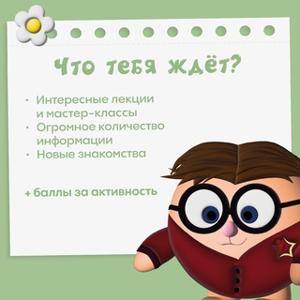 Что тебя ждёт?
· Интересные лекции
и мастер-классы
· Огромное количество
информации
· Новые знакомства
+ баллы за активность